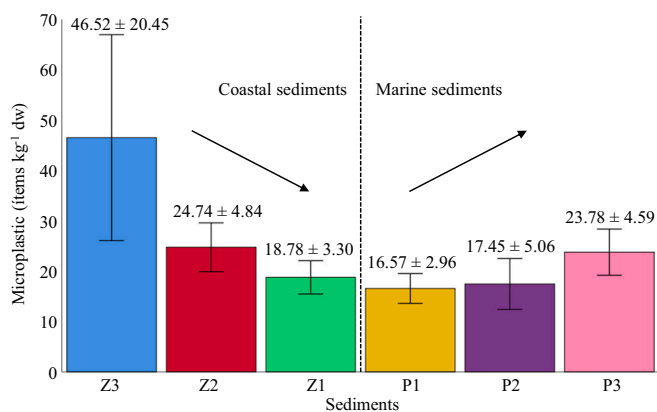 70
60
50
40
30
20
10
0
Microplastic (items kg⁻¹ dw)
46.52 ± 20.45
24.74 ± 4.84
18.78 ± 3.30
16.57 ± 2.96
17.45 ± 5.06
23.78 ± 4.59
Coastal sediments
Marine sediments
Z3 Z2 Z1 P1 P2 P3
Sediments